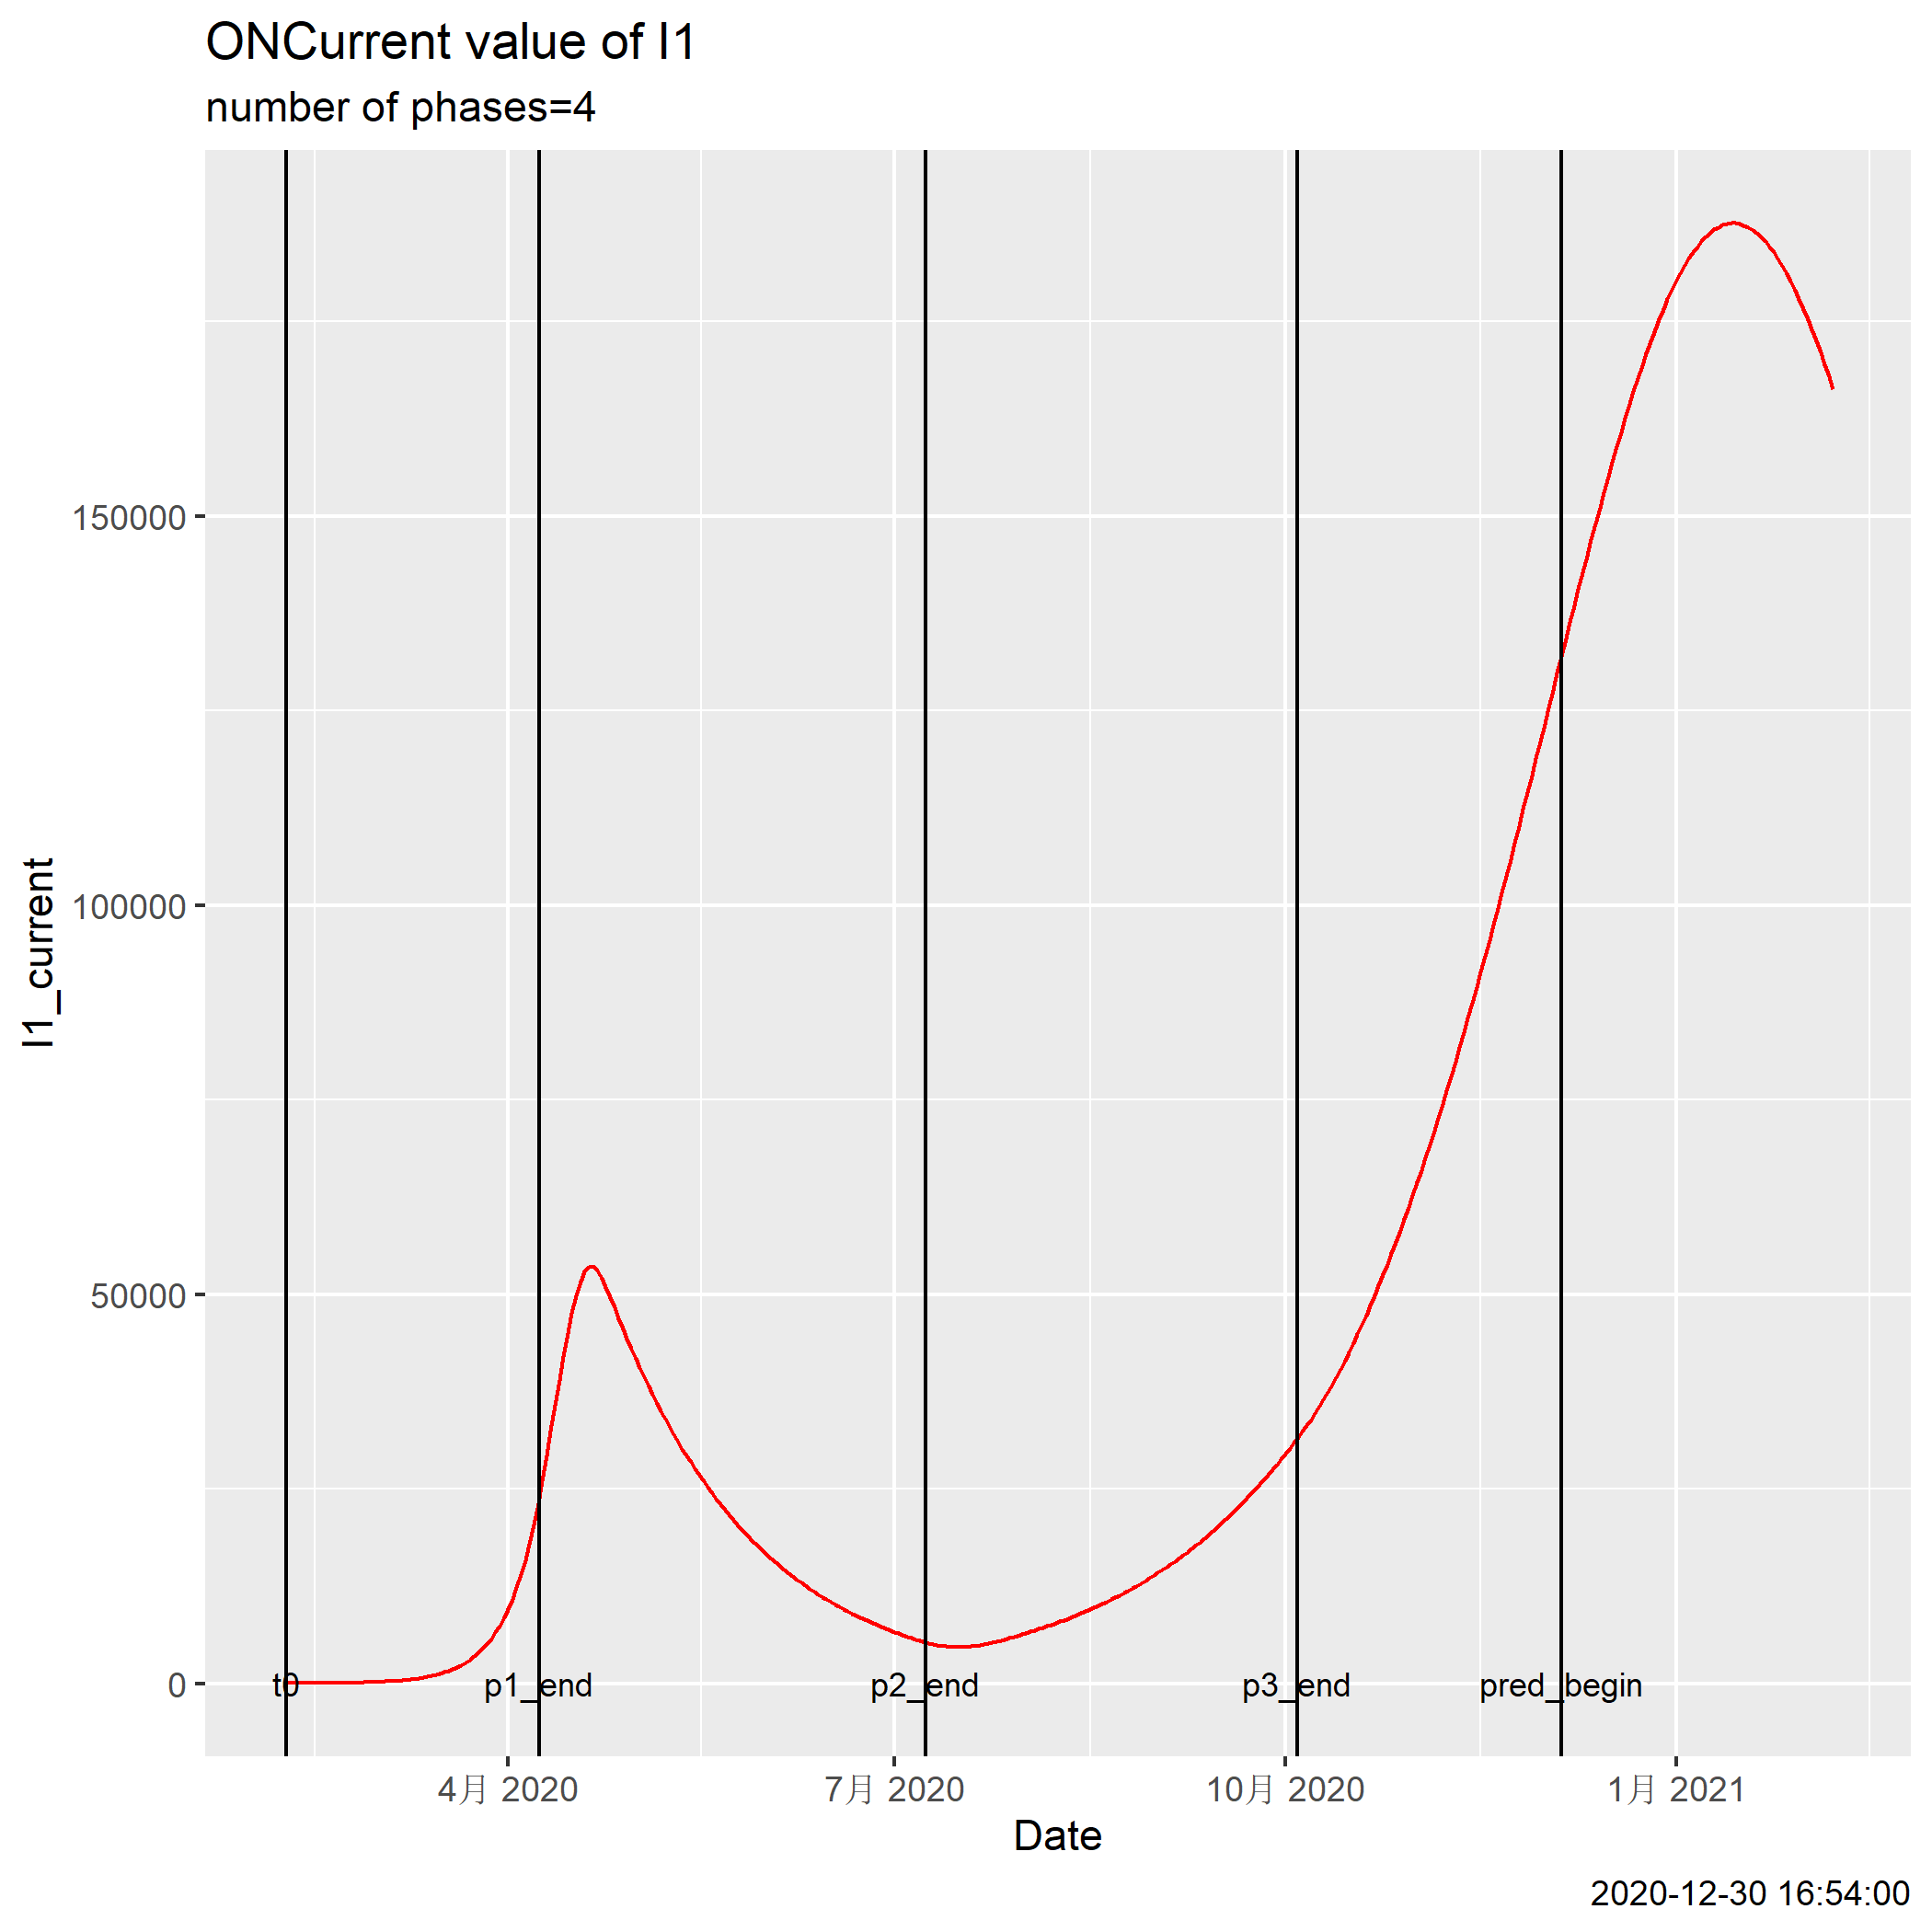 ONCurrent value of I1
number of phases=4
I1_current
150000
100000
50000
0
t0
p1_end
p2_end
p3_end
pred_begin
4月 2020
7月 2020
10月 2020
1月 2021
Date
2020-12-30 16:54:00